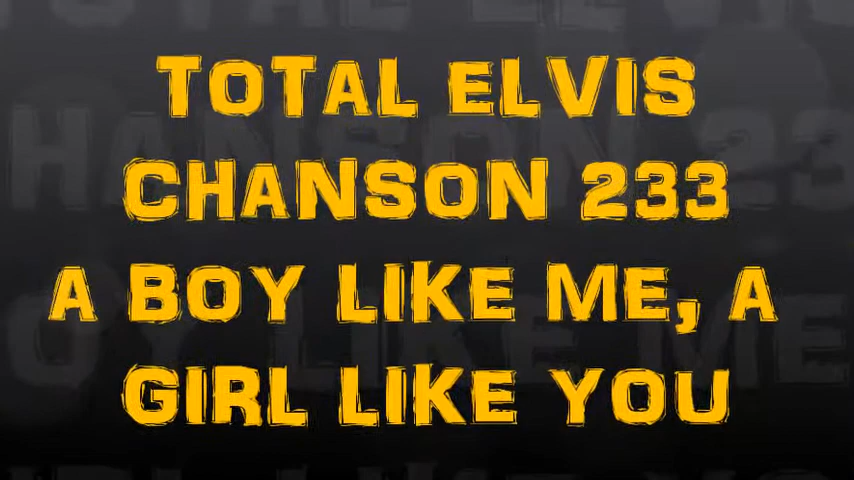 TOTAL ELVIS
CHANSON 233
A BOY LIKE ME, A
GIRL LIKE YOU